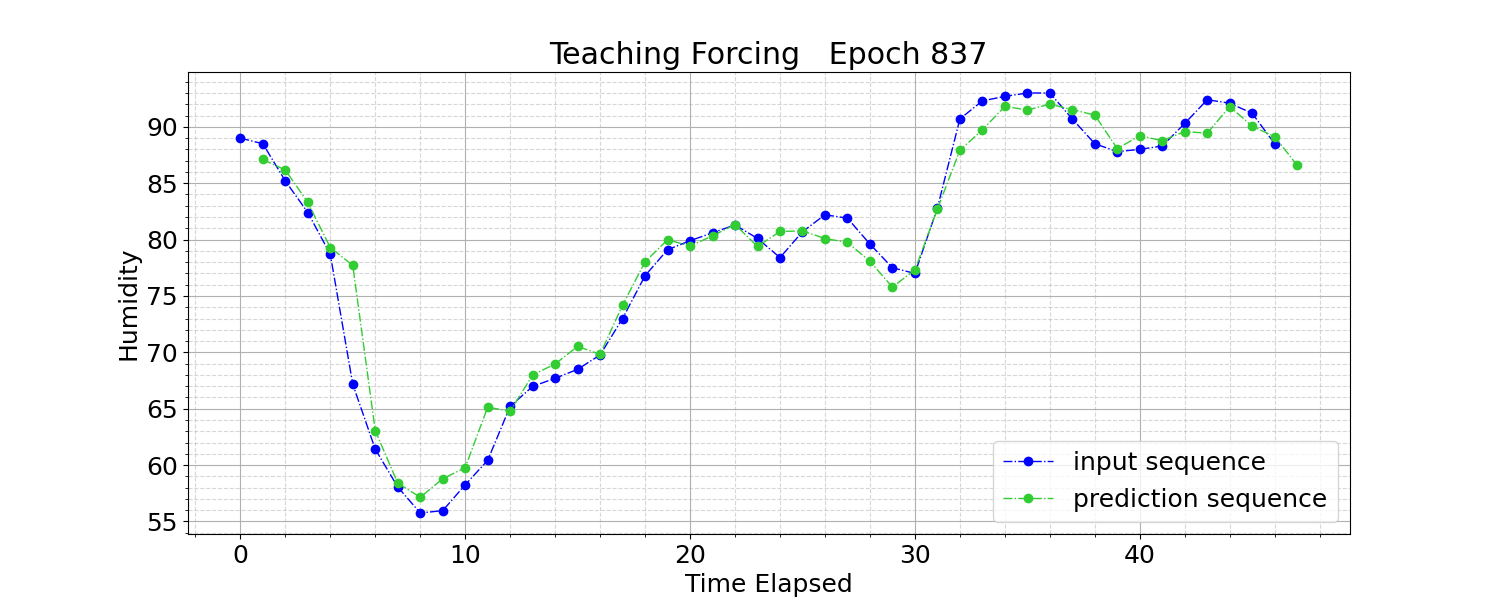 Teaching Forcing   Epoch 837
Humidity
90
85
80
75
70
65
60
55
input sequence
prediction sequence
0 10 20 30 40
Time Elapsed